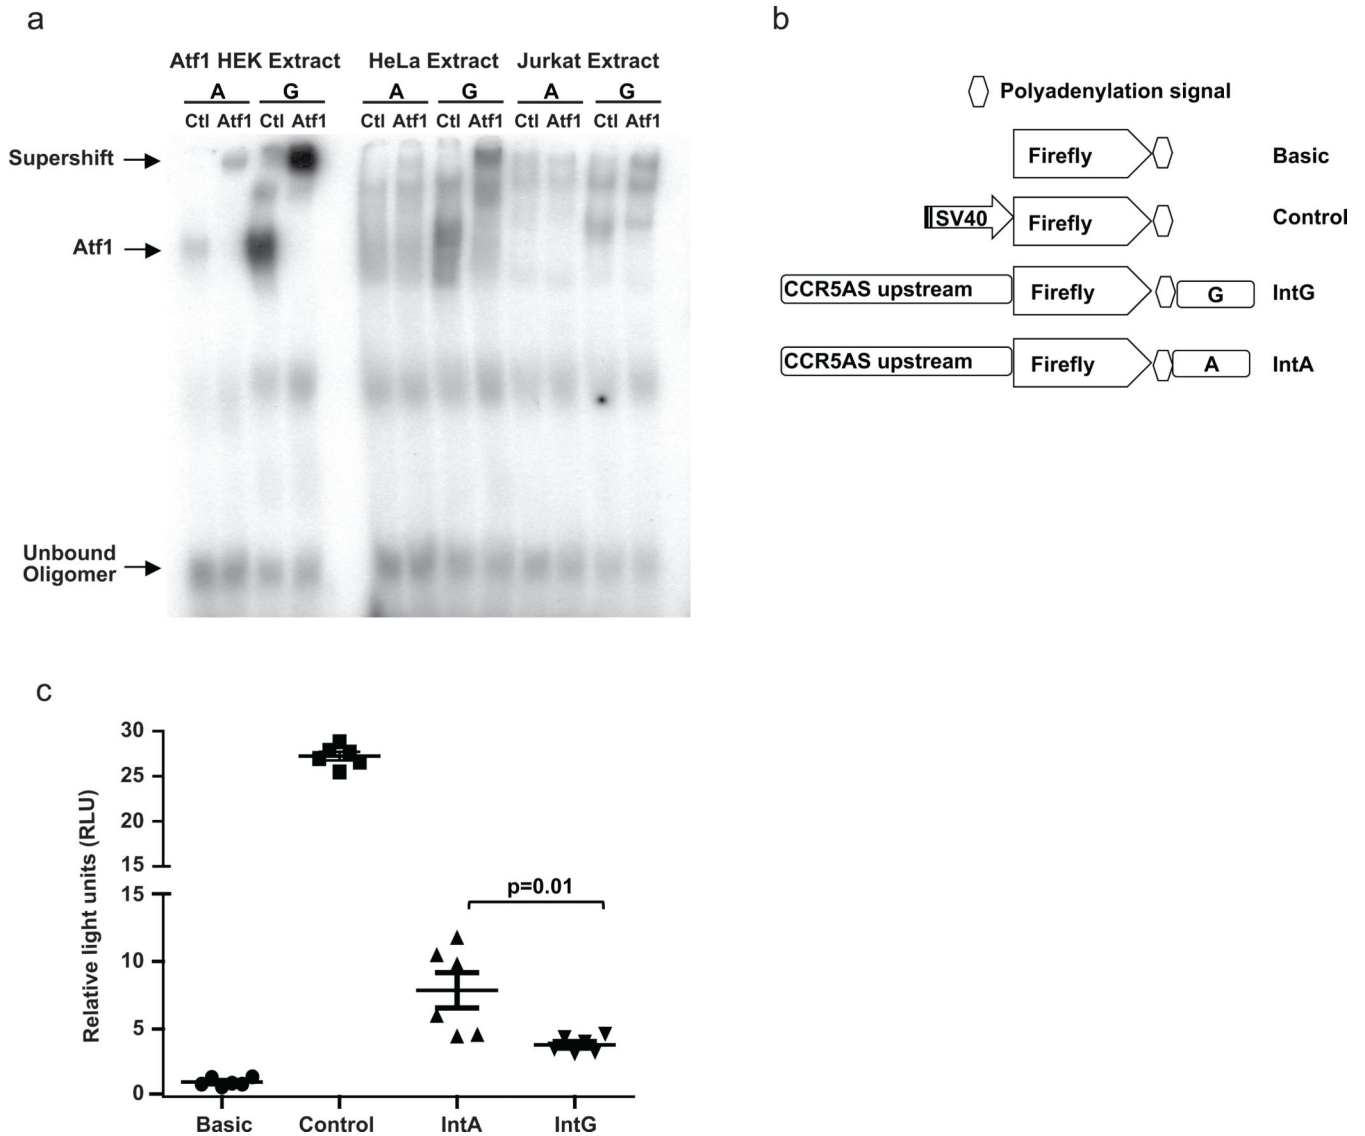 a
Atf1 HEK Extract
HeLa Extract
Jurkat Extract
A
G
A
G
A
G
Ctl Atf1 Ctl Atf1
Ctl Atf1 Ctl Atf1 Ctl Atf1 Ctl Atf1
Supershift
Atf1
Unbound
Oligomer
b
Polyadenylation signal
Firefly
Basic
SV40
Firefly
Control
CCR5AS upstream
Firefly
G
IntG
CCR5AS upstream
Firefly
A
IntA
c
Relative light units (RLU)
30
25
20
15
15
10
5
0
p=0.01
Basic
Control
IntA
IntG